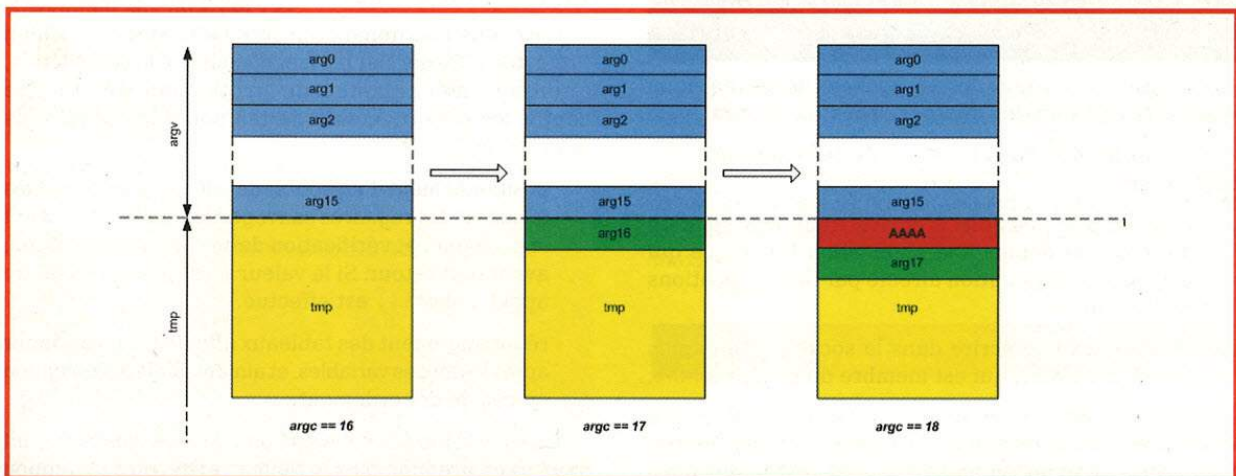 arg0
arg1
arg2
arg15
tmp
argc == 16
arg0
arg1
arg2
arg15
arg16
tmp
argc == 17
arg0
arg1
arg2
arg15
AAAA
arg17
tmp
argc == 18
argv
tmp